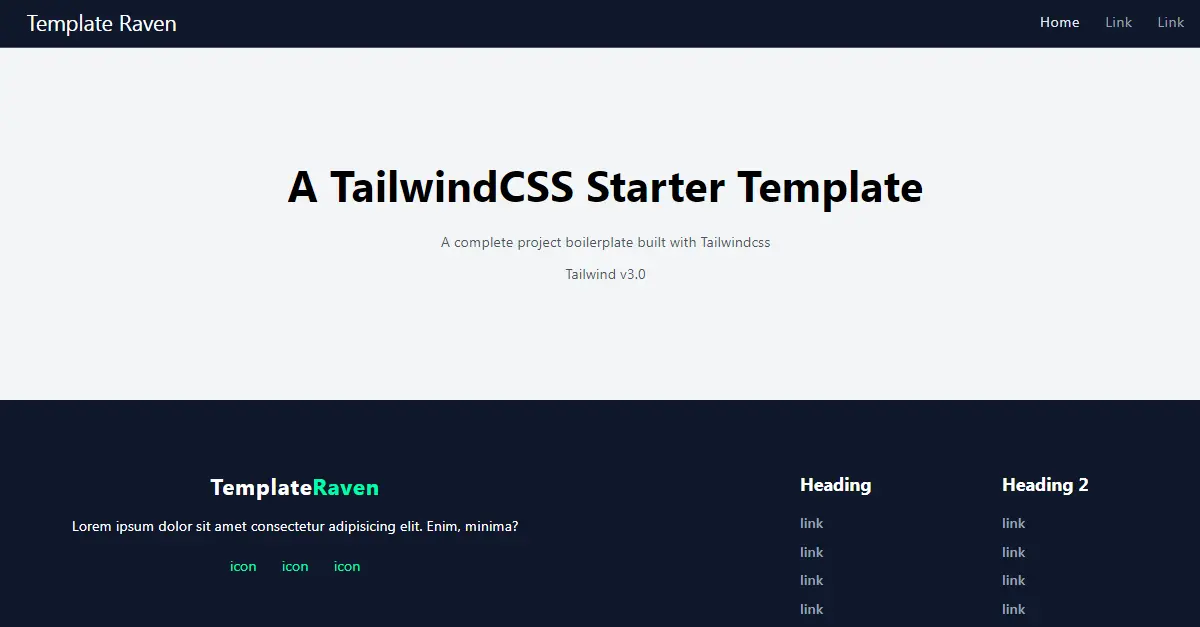 Template Raven
Home Link Link
A TailwindCSS Starter Template
A complete project boilerplate built with Tailwindcss
Tailwind v3.0
TemplateRaven
Lorem ipsum dolor sit amet consectetur adipisicing elit. Enim, minima?
icon icon icon
Heading
link
link
link
link
Heading 2
link
link
link
link